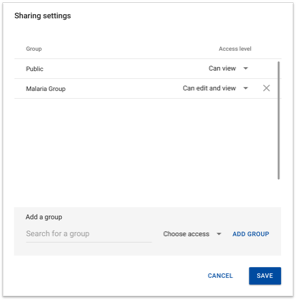 Sharing settings
Group Access level
Public Can view
Malaria Group Can edit and view
Add a group
Search for a group Choose access ADD GROUP
CANCEL SAVE